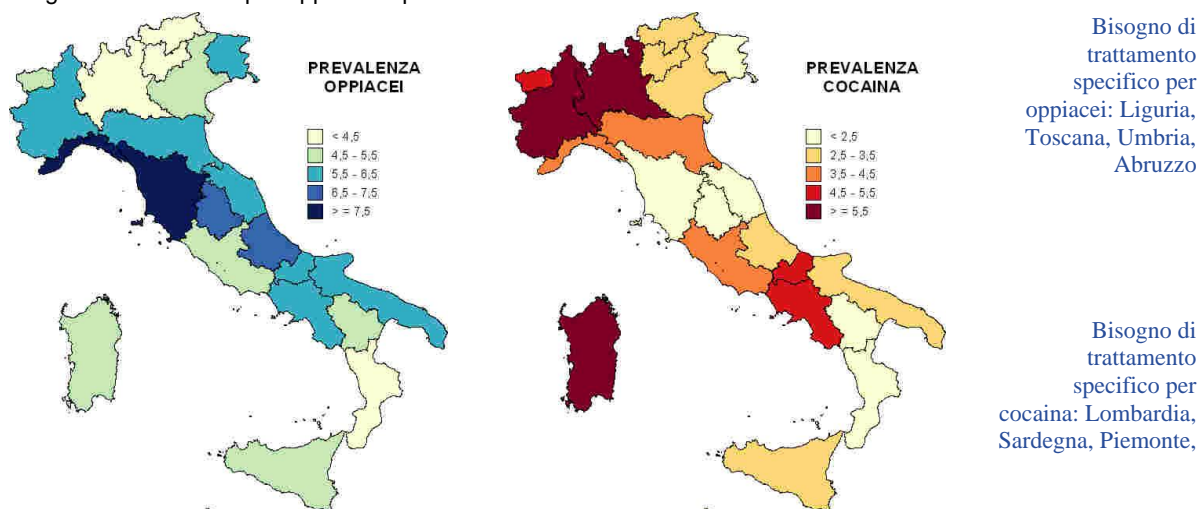 PREVALENZA
OPPIACEI
< 4,5
4,5 - 5,5
5,5 - 6,5
6,5 - 7,5
> = 7,5
PREVALENZA
COCAINA
< 2,5
2,5 - 3,5
3,5 - 4,5
4,5 - 5,5
> = 5,5
Bisogno di
trattamento
specifico per
oppiacei: Liguria,
Toscana, Umbria,
Abruzzo
Bisogno di
trattamento
specifico per
cocaina: Lombardia,
Sardegna, Piemonte,